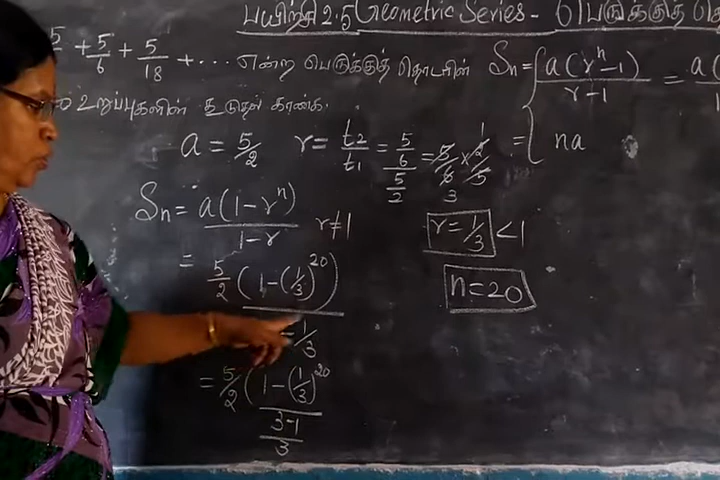 பயிற்சி 2.5 Geometric Series - பெருக்குத் தொ
5 + 5/6 + 5/18 + ... என்ற பெருக்குத் தொடரின் Sn = { a(r^n-1) / r-1 = a(
உறுப்புகளின் கூடுதல் காண்க. = { na
a = 5/2 r = t2/t1 = 5/6 / 5/2 = 5/6 × 2/5 1 3
Sn = a(1-r^n) / 1-r r≠1 r=1/3 <1
= 5/2 (1-(1/3)^20) / - 1/3 n=20
= 5/2 (1-(1/3)^20 / 3-1 / 3